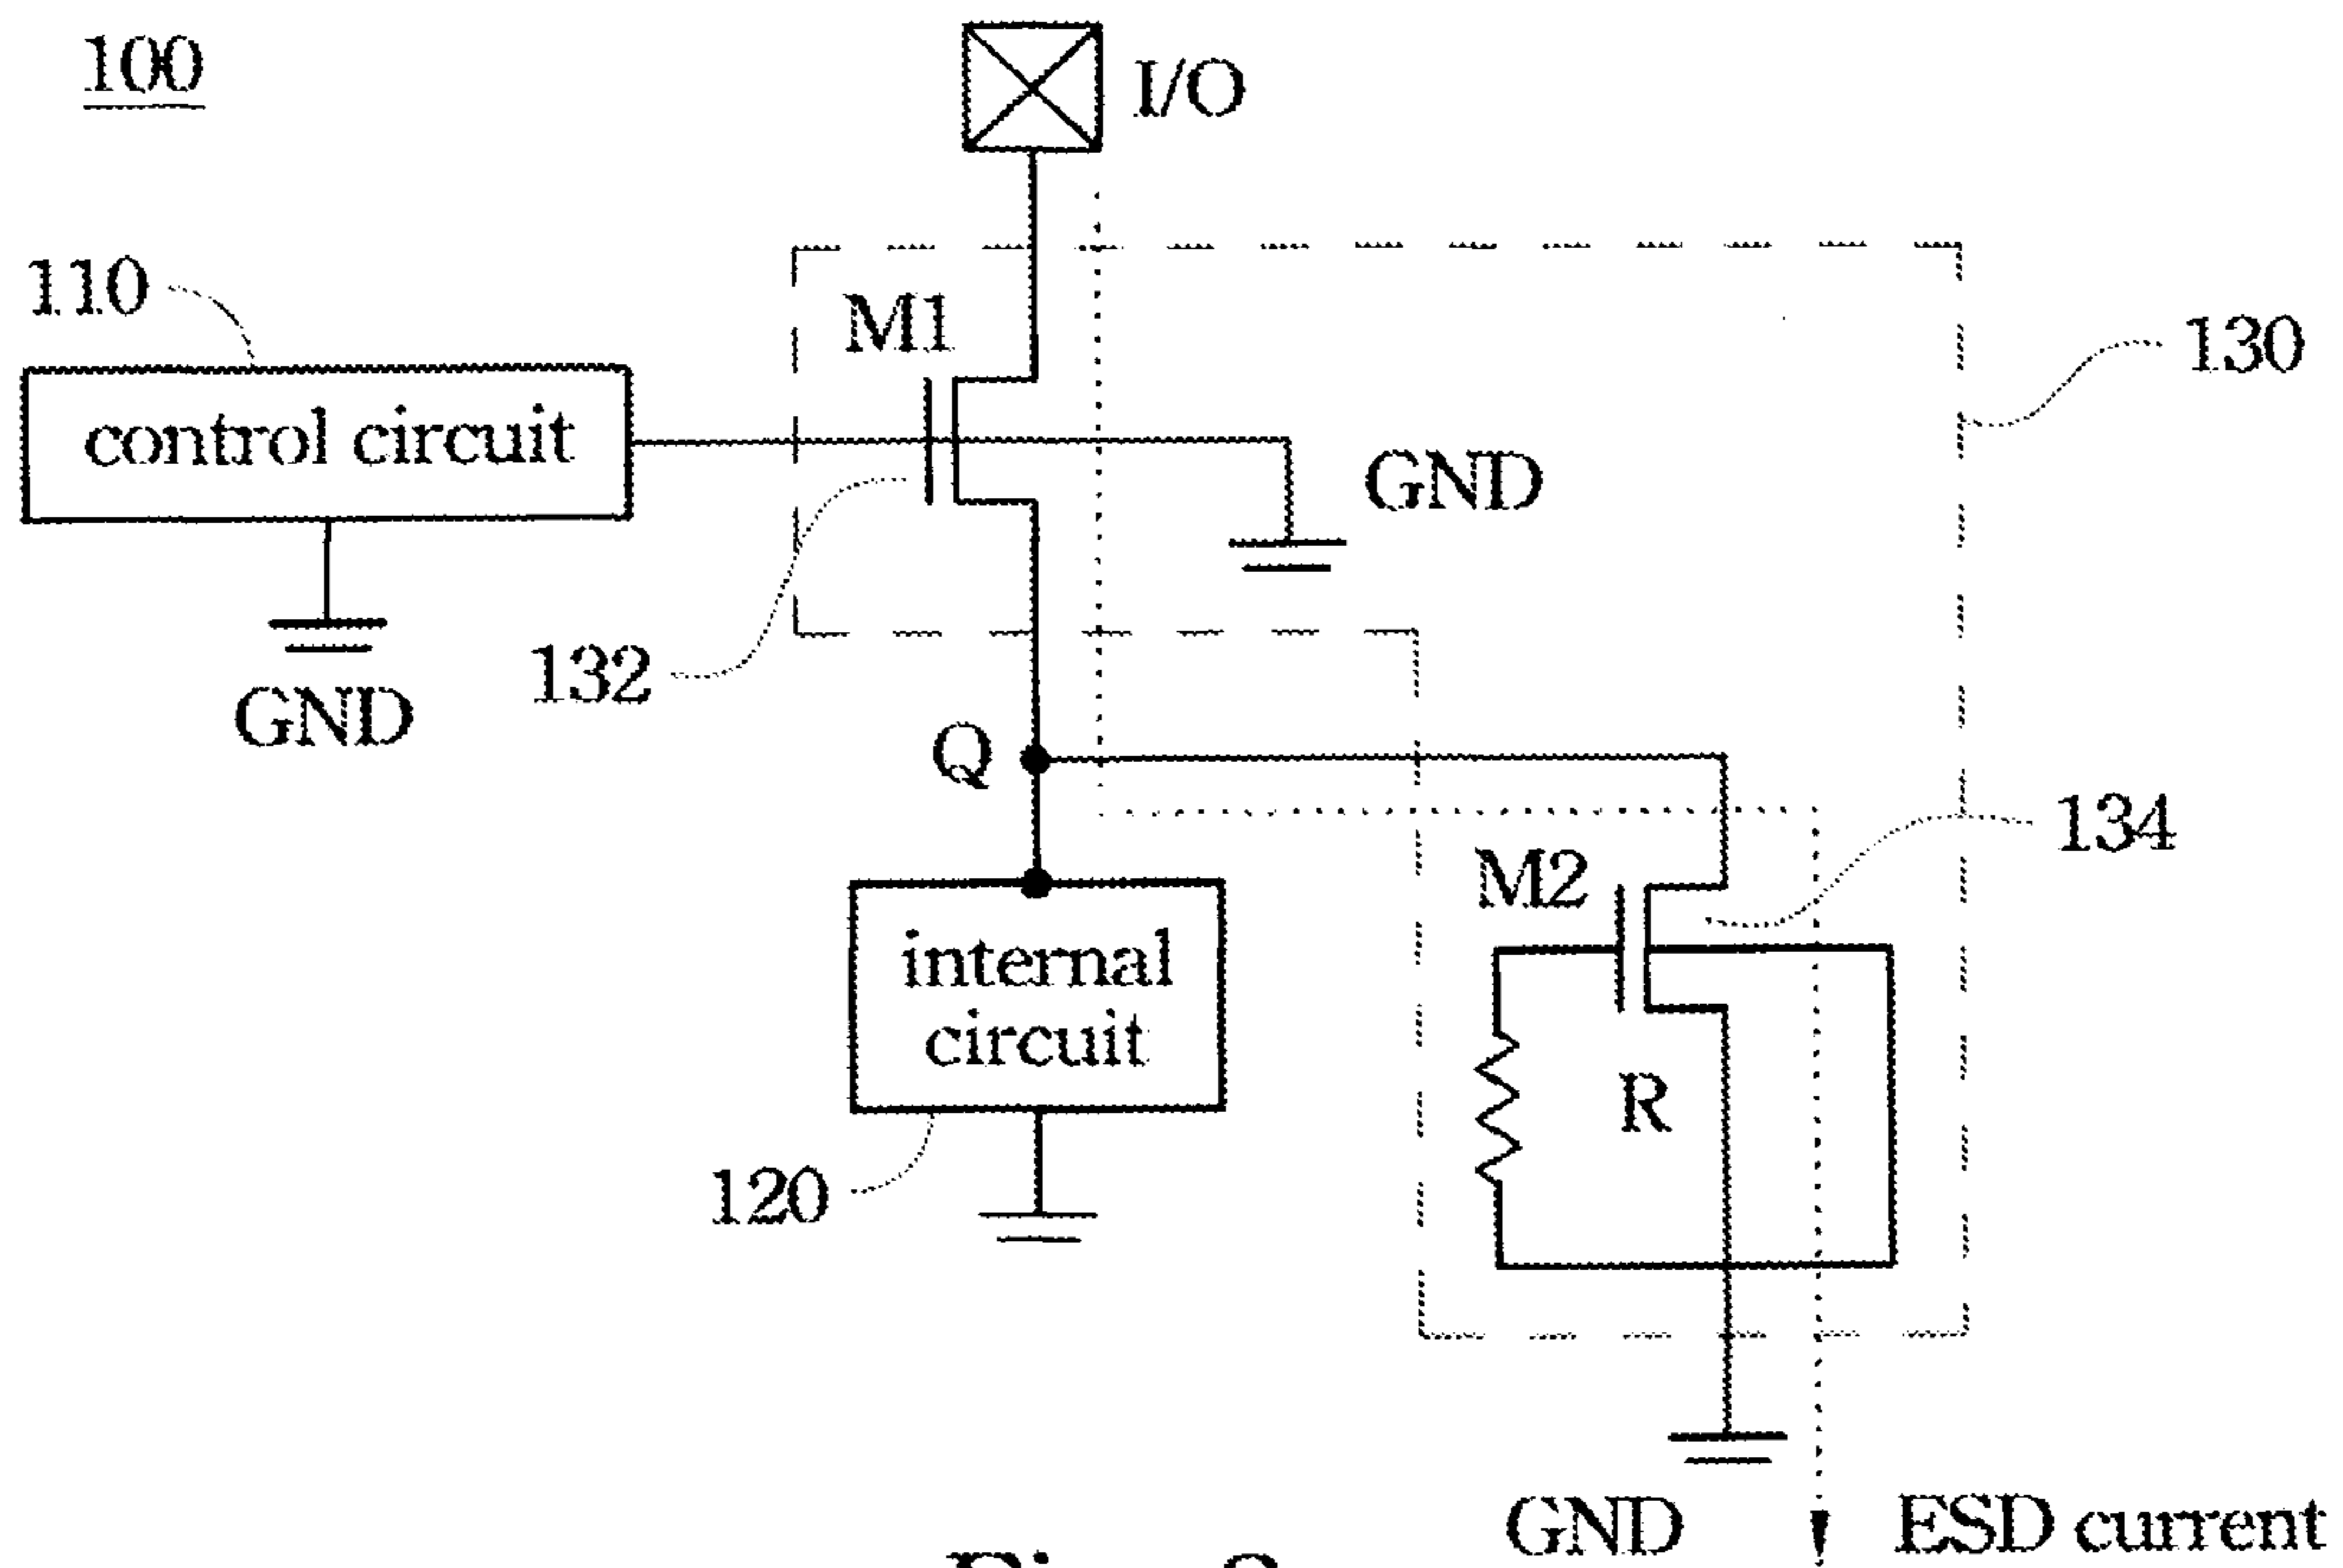 100
I/O
110
M1
130
control circuit
GND
132
GND
Q
134
M2
internal
circuit
R
120
GND
ESD current